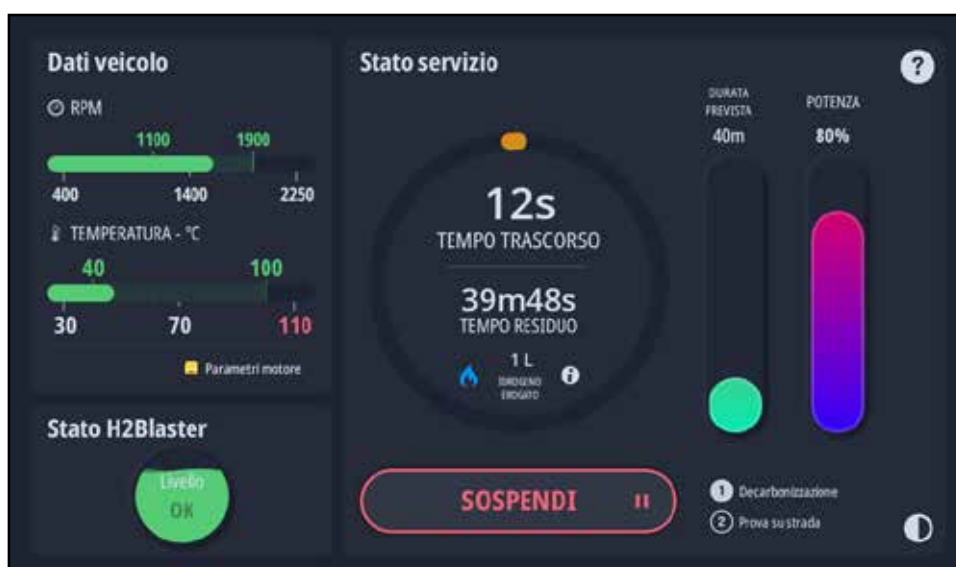 Dati veicolo
RPM
1100 1900
400 1400 2250
TEMPERATURA - °C
40 100
30 70 110
Parametri motore
Stato H2Blaster
Livello
OK
Stato servizio
?
12s
TEMPO TRASCORSO
39m48s
TEMPO RESIDUO
1 L
IDROGENO
EROGATO
i
SOSPENDI
DURATA
PREVISTA
40m
POTENZA
80%
1 Decarbonizzazione
2 Prova su strada